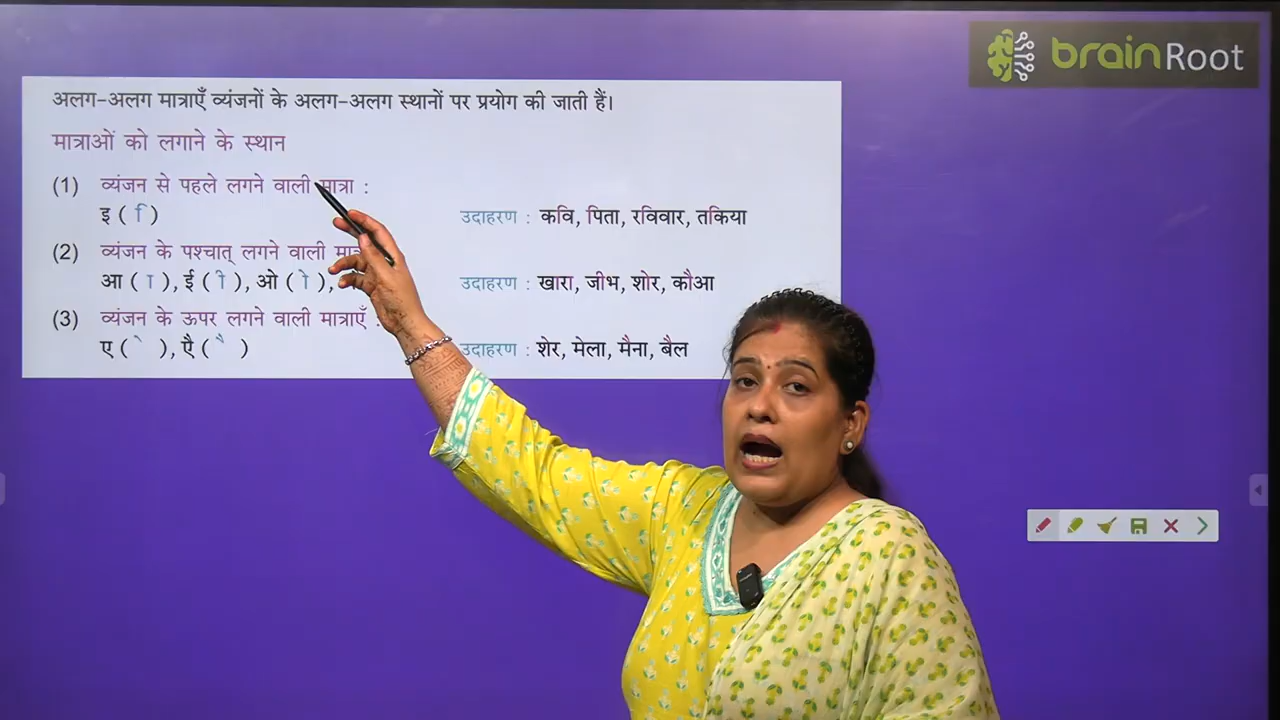 brainRoot
अलग-अलग मात्राएँ व्यंजनों के अलग-अलग स्थानों पर प्रयोग की जाती हैं।
मात्राओं को लगाने के स्थान
(1) व्यंजन से पहले लगने वाली मात्रा :
इ ( ि ) उदाहरण : कवि, पिता, रविवार, तकिया
(2) व्यंजन के पश्चात् लगने वाली
आ ( ा ), ई ( ी ), ओ ( ो ), उदाहरण : खारा, जीभ, शोर, कौआ
(3) व्यंजन के ऊपर लगने वाली मात्राएँ :
ए ( े ), ऐ ( ै ) उदाहरण : शेर, मेला, मैना, बैल